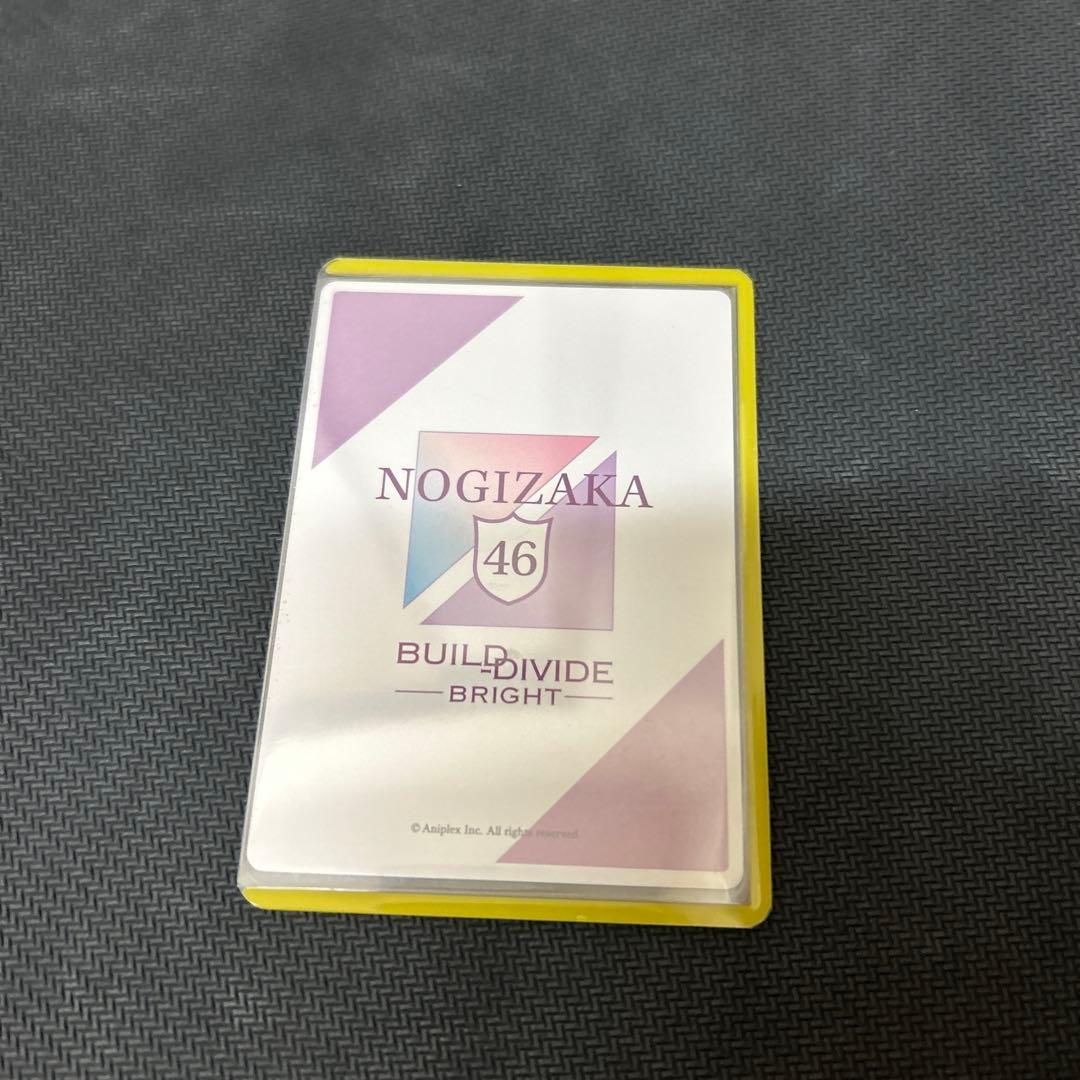 NOGIZAKA
46
BUILD-DIVIDE
BRIGHT
© Aniplex Inc. All rights reserved.